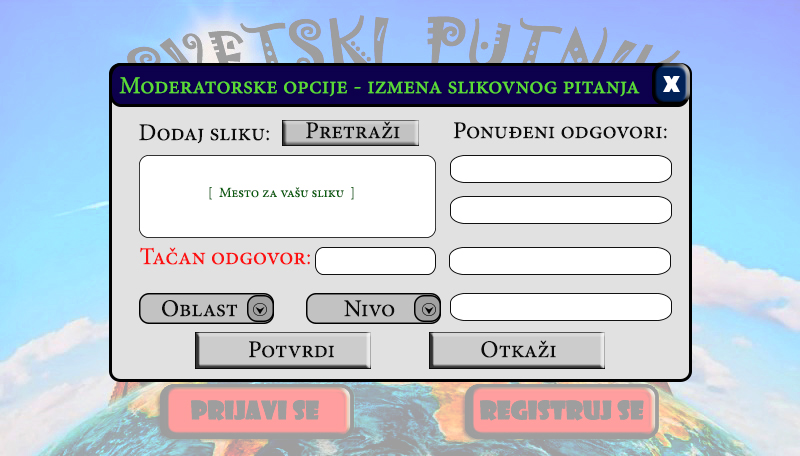 SVETSKI PUTNIK
Moderatorske opcije - izmena slikovnog pitanja
X
Dodaj sliku:
Pretraži
Ponuđeni odgovori:
[ Mesto za vašu sliku ]
Tačan odgovor:
Oblast
Nivo
Potvrdi
Otkaži
PRIJAVI SE
REGISTRUJ SE